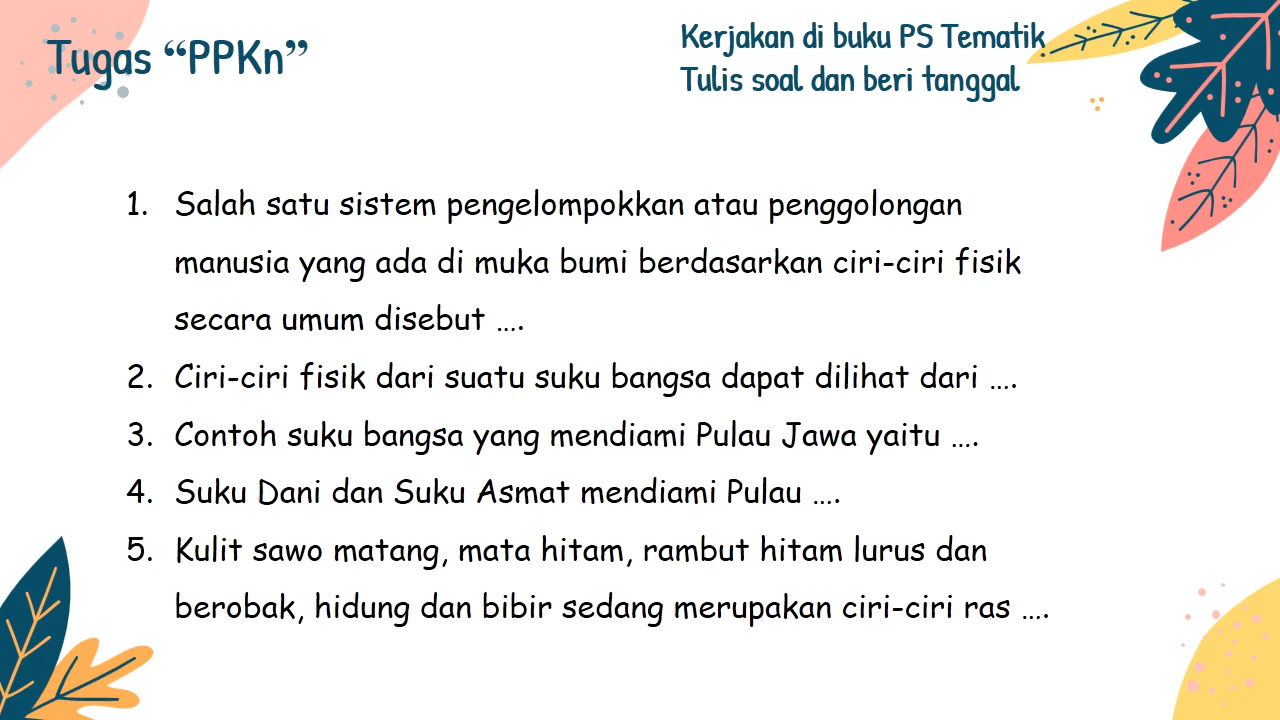 Tugas “PPKn”
Kerjakan di buku PS Tematik
Tulis soal dan beri tanggal
1. Salah satu sistem pengelompokkan atau penggolongan
manusia yang ada di muka bumi berdasarkan ciri-ciri fisik
secara umum disebut ….
2. Ciri-ciri fisik dari suatu suku bangsa dapat dilihat dari ….
3. Contoh suku bangsa yang mendiami Pulau Jawa yaitu ….
4. Suku Dani dan Suku Asmat mendiami Pulau ….
5. Kulit sawo matang, mata hitam, rambut hitam lurus dan
berobak, hidung dan bibir sedang merupakan ciri-ciri ras ….